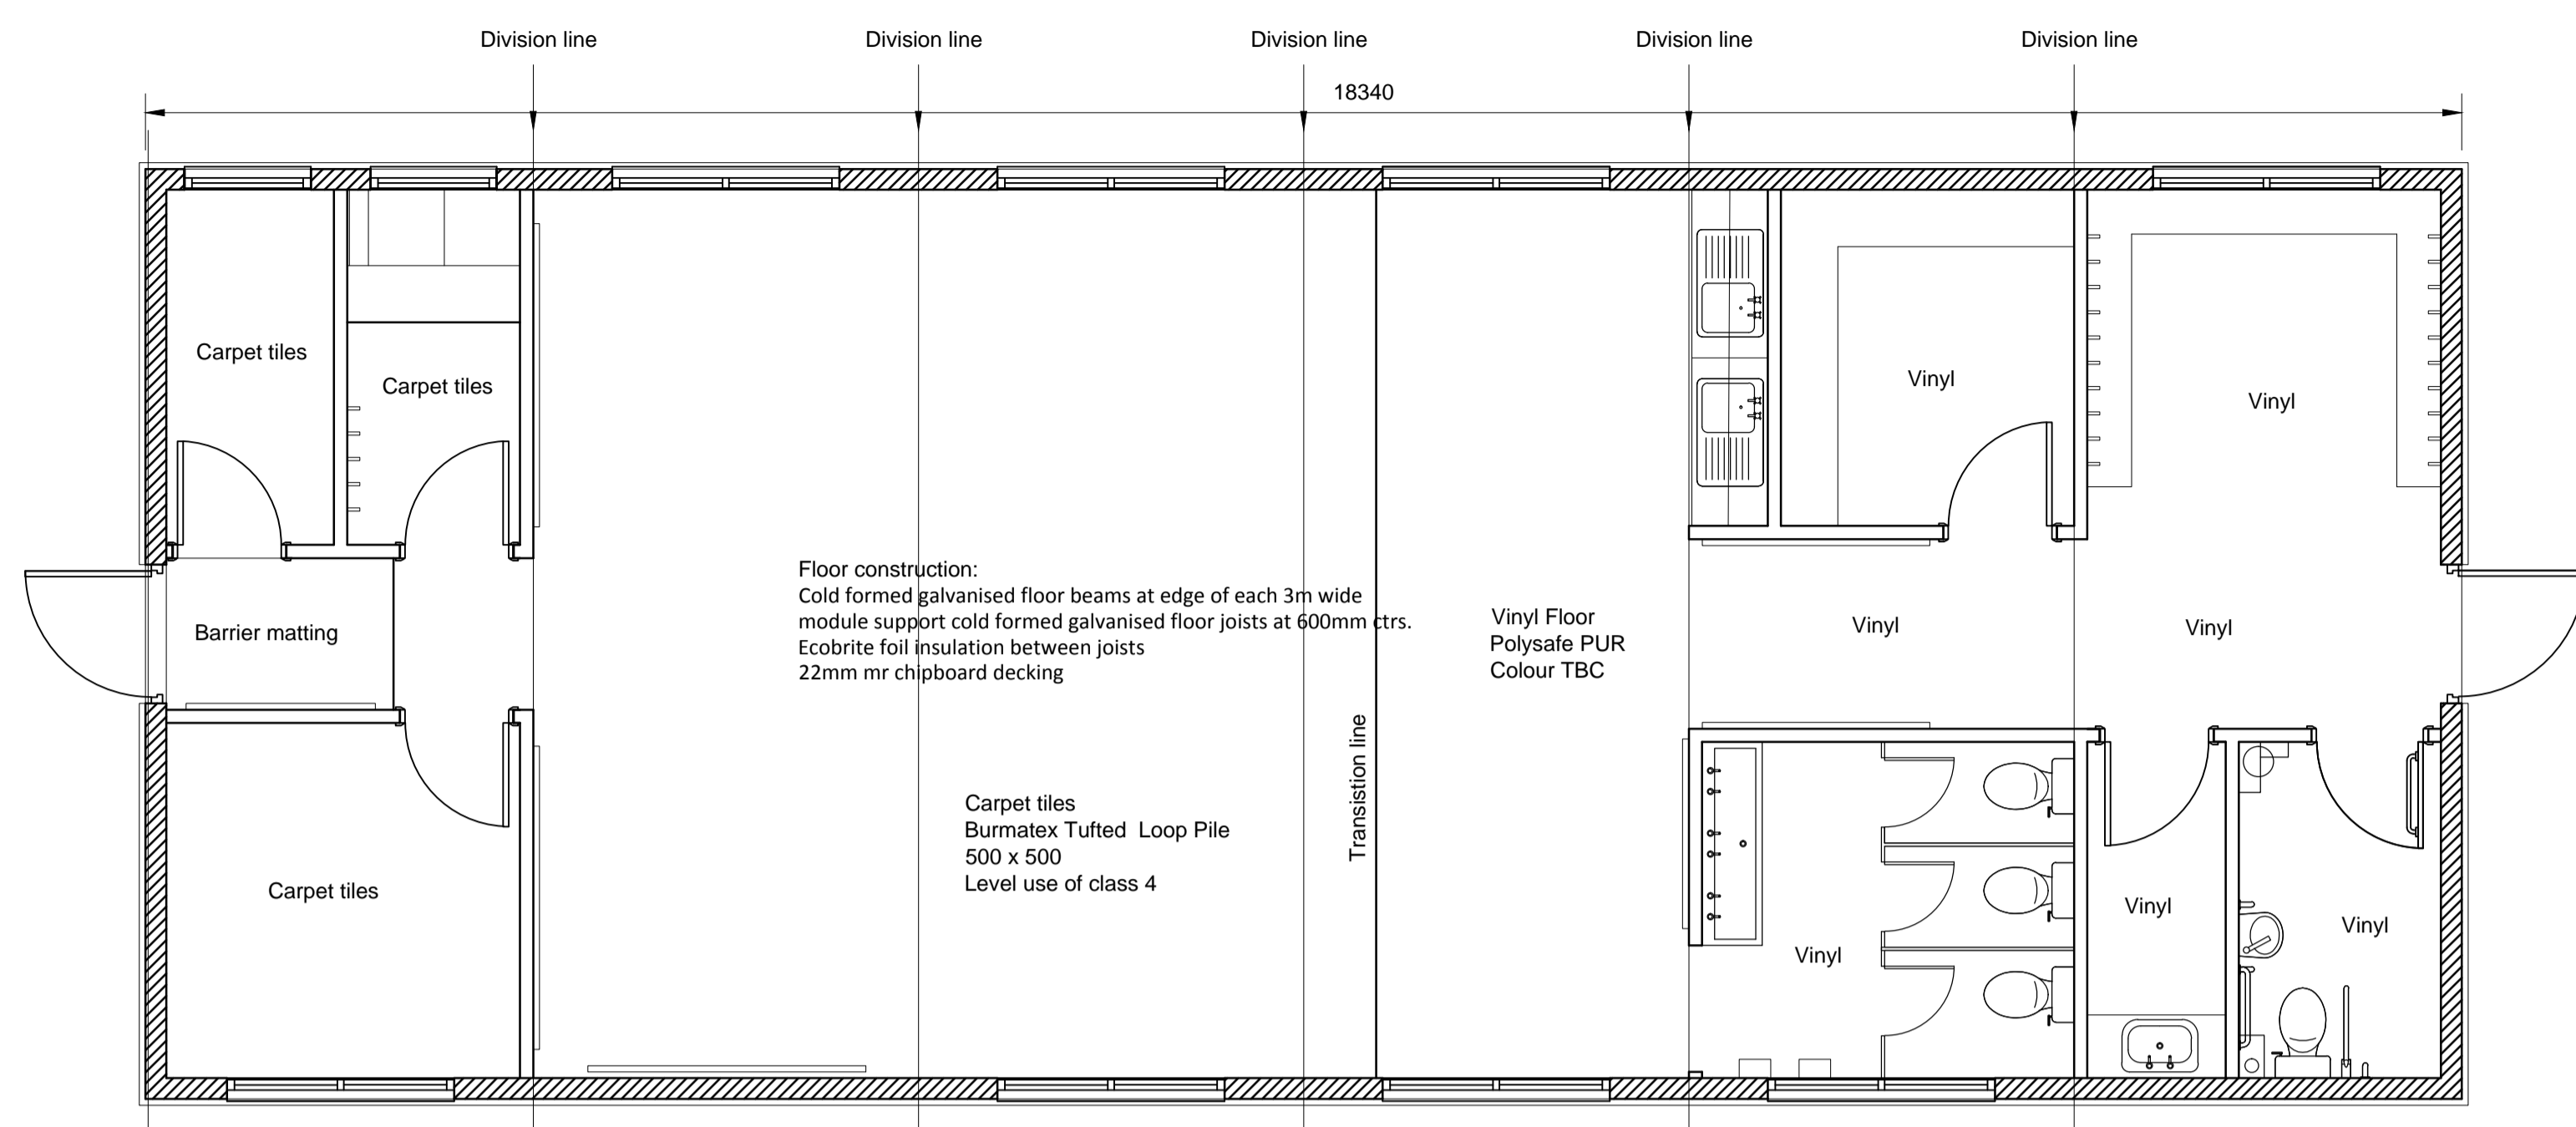 Division line
Division line
Division line
Division line
Division line
18340
Carpet tiles
Carpet tiles
Vinyl
Vinyl
Barrier matting
Floor construction:
Cold formed galvanised floor beams at edge of each 3m wide
module support cold formed galvanised floor joists at 600mm ctrs.
Ecobrite foil insulation between joists
22mm mr chipboard decking
Vinyl Floor
Polysafe PUR
Colour TBC
Vinyl
Vinyl
Transistion line
Carpet tiles
Burmatex Tufted Loop Pile
500 x 500
Level use of class 4
Carpet tiles
Vinyl
Vinyl
Vinyl